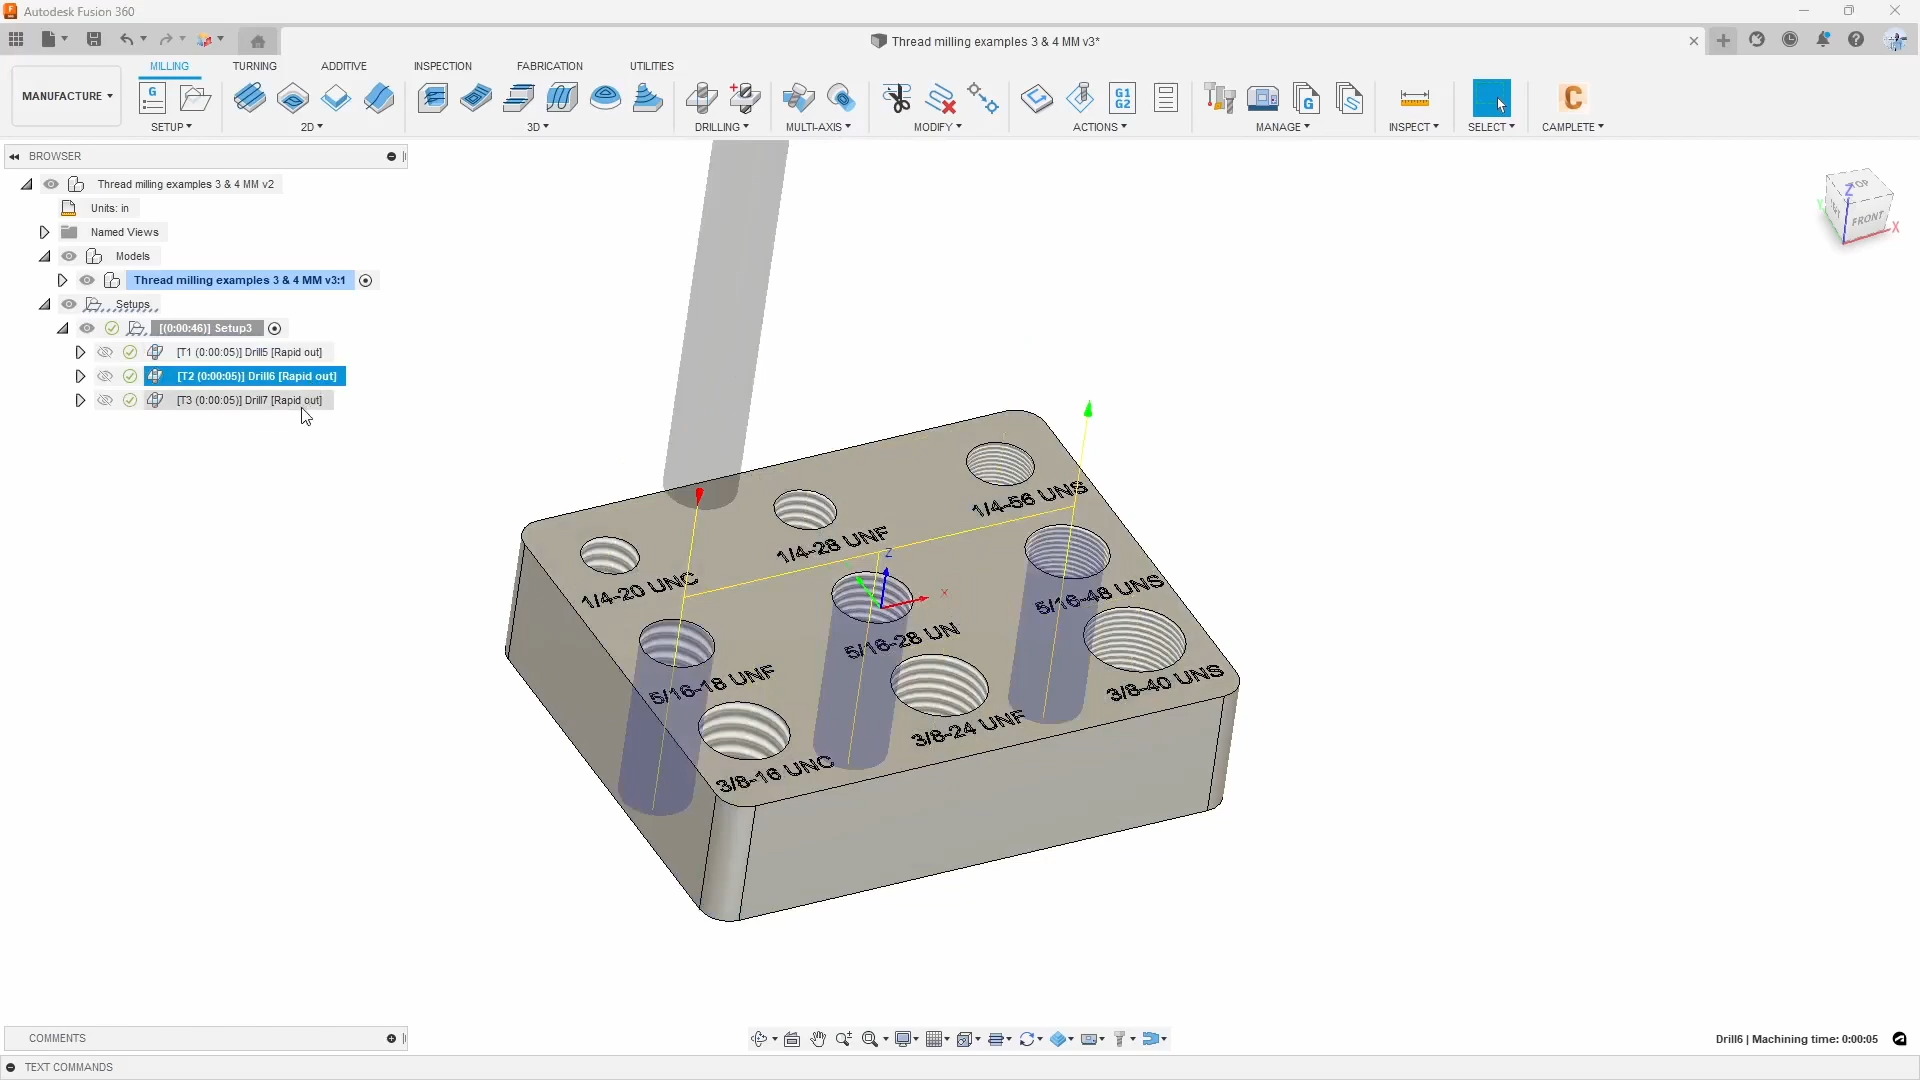 Autodesk Fusion 360
Thread milling examples 3 & 4 MM v3*
MILLING TURNING ADDITIVE INSPECTION FABRICATION UTILITIES
MANUFACTURE
G
G1
G2
G
C
SETUP 2D 3D DRILLING MULTI-AXIS MODIFY ACTIONS MANAGE INSPECT SELECT CAMPLETE
BROWSER
Thread milling examples 3 & 4 MM v2
Units: in
Named Views
Models
Thread milling examples 3 & 4 MM v3:1
Setups
[(0:00:46)] Setup3
[T1 (0:00:05)] Drill5 [Rapid out]
[T2 (0:00:05)] Drill6 [Rapid out]
[T3 (0:00:05)] Drill7 [Rapid out]
TOP
FRONT
Z
X
1/4-56 UNS
1/4-28 UNF
1/4-20 UNC
Z
X
5/16-48 UNS
5/16-28 UN
5/16-18 UNF
3/8-40 UNS
3/8-24 UNF
3/8-16 UNC
COMMENTS
Drill6 | Machining time: 0:00:05
TEXT COMMANDS